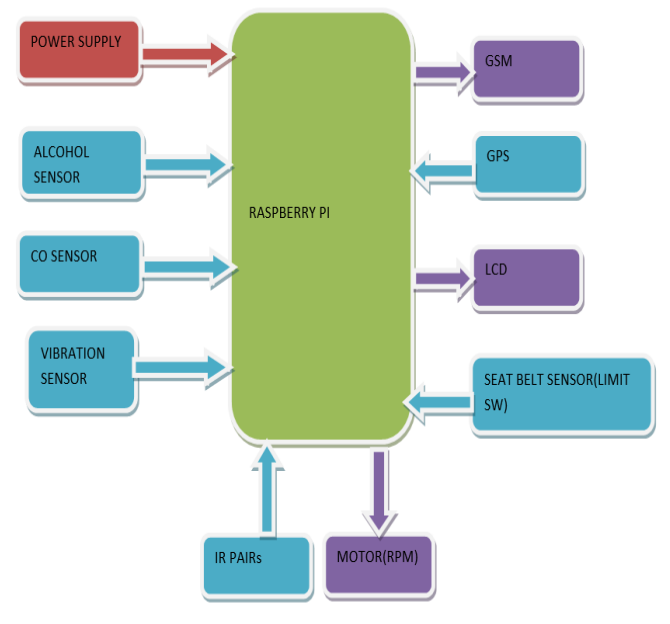 POWER SUPPLY
GSM
ALCOHOL
SENSOR
GPS
RASPBERRY PI
CO SENSOR
LCD
VIBRATION
SENSOR
SEAT BELT SENSOR(LIMIT
SW)
IR PAIRs
MOTOR(RPM)